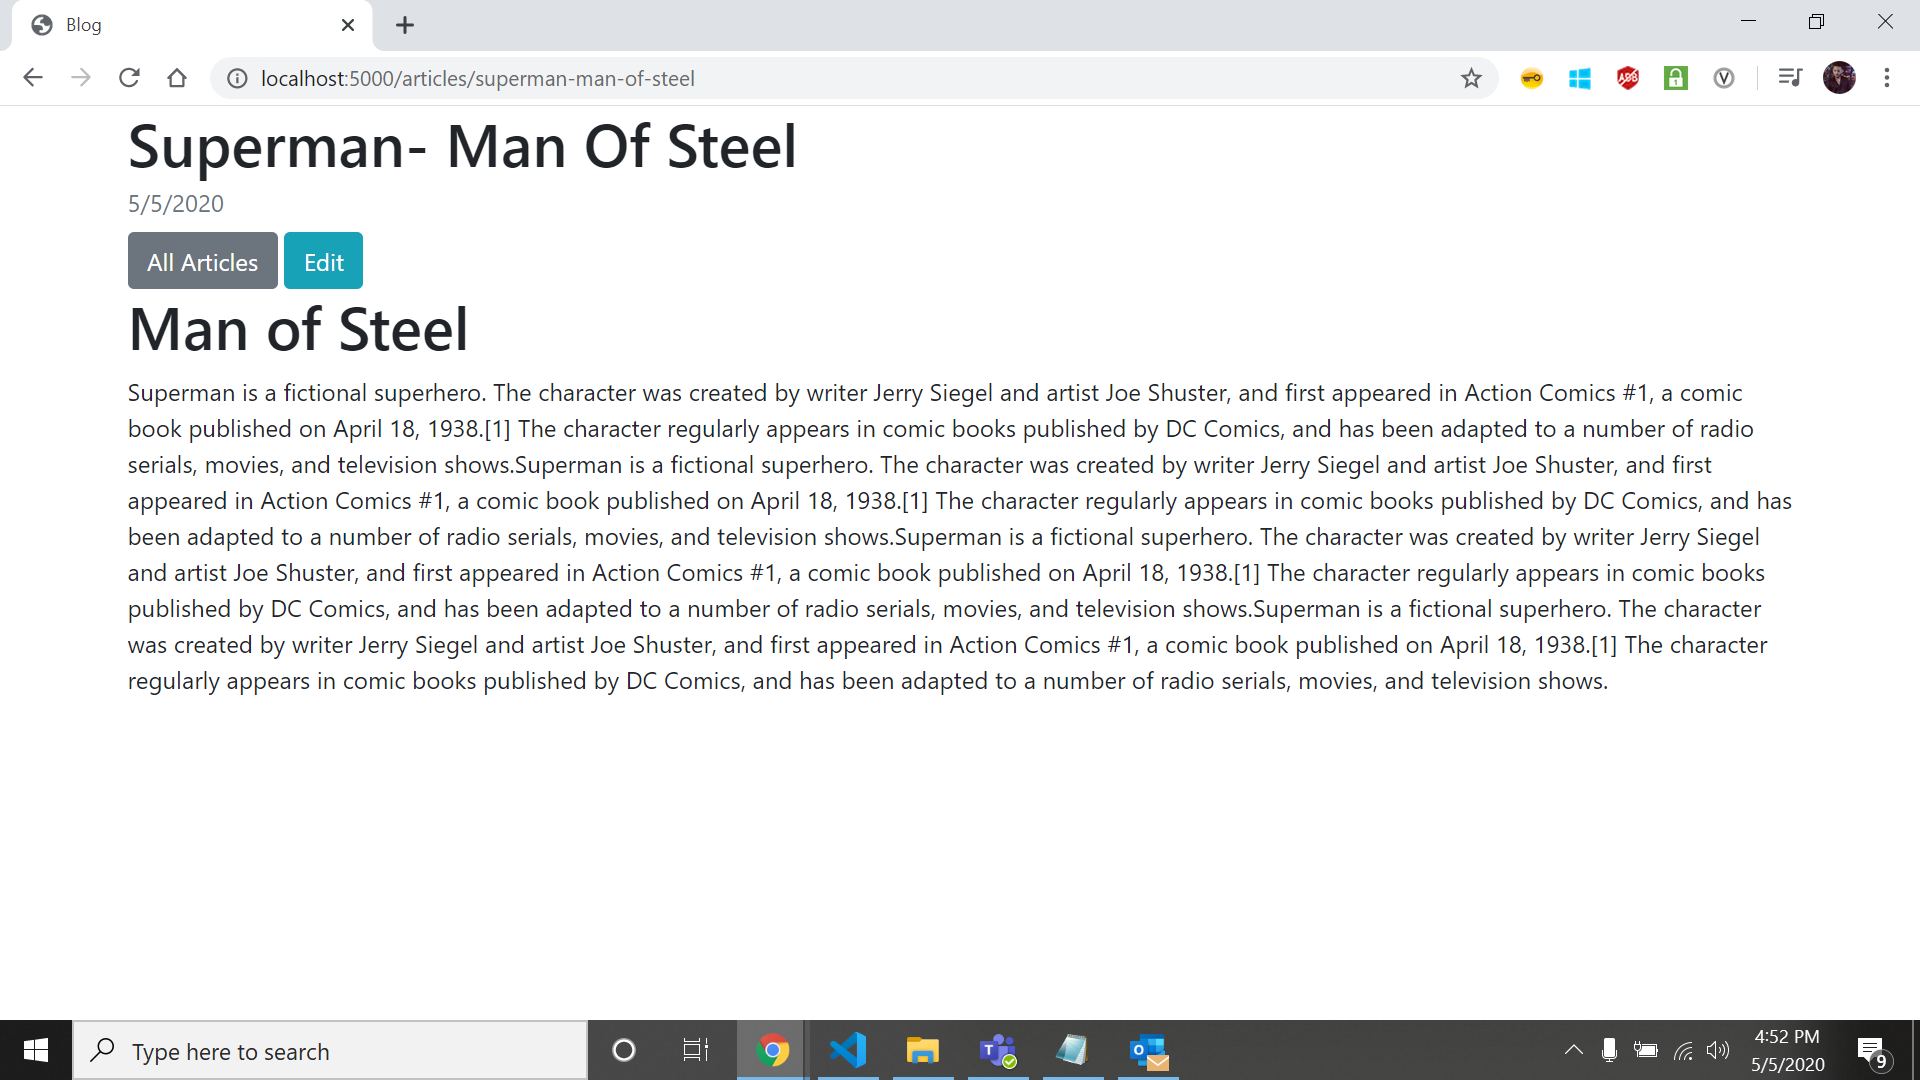 Blog
localhost:5000/articles/superman-man-of-steel
ABP
V
Superman- Man Of Steel
5/5/2020
All Articles Edit
Man of Steel
Superman is a fictional superhero. The character was created by writer Jerry Siegel and artist Joe Shuster, and first appeared in Action Comics #1, a comic
book published on April 18, 1938.[1] The character regularly appears in comic books published by DC Comics, and has been adapted to a number of radio
serials, movies, and television shows.Superman is a fictional superhero. The character was created by writer Jerry Siegel and artist Joe Shuster, and first
appeared in Action Comics #1, a comic book published on April 18, 1938.[1] The character regularly appears in comic books published by DC Comics, and has
been adapted to a number of radio serials, movies, and television shows.Superman is a fictional superhero. The character was created by writer Jerry Siegel
and artist Joe Shuster, and first appeared in Action Comics #1, a comic book published on April 18, 1938.[1] The character regularly appears in comic books
published by DC Comics, and has been adapted to a number of radio serials, movies, and television shows.Superman is a fictional superhero. The character
was created by writer Jerry Siegel and artist Joe Shuster, and first appeared in Action Comics #1, a comic book published on April 18, 1938.[1] The character
regularly appears in comic books published by DC Comics, and has been adapted to a number of radio serials, movies, and television shows.
Type here to search
4:52 PM
5/5/2020
9